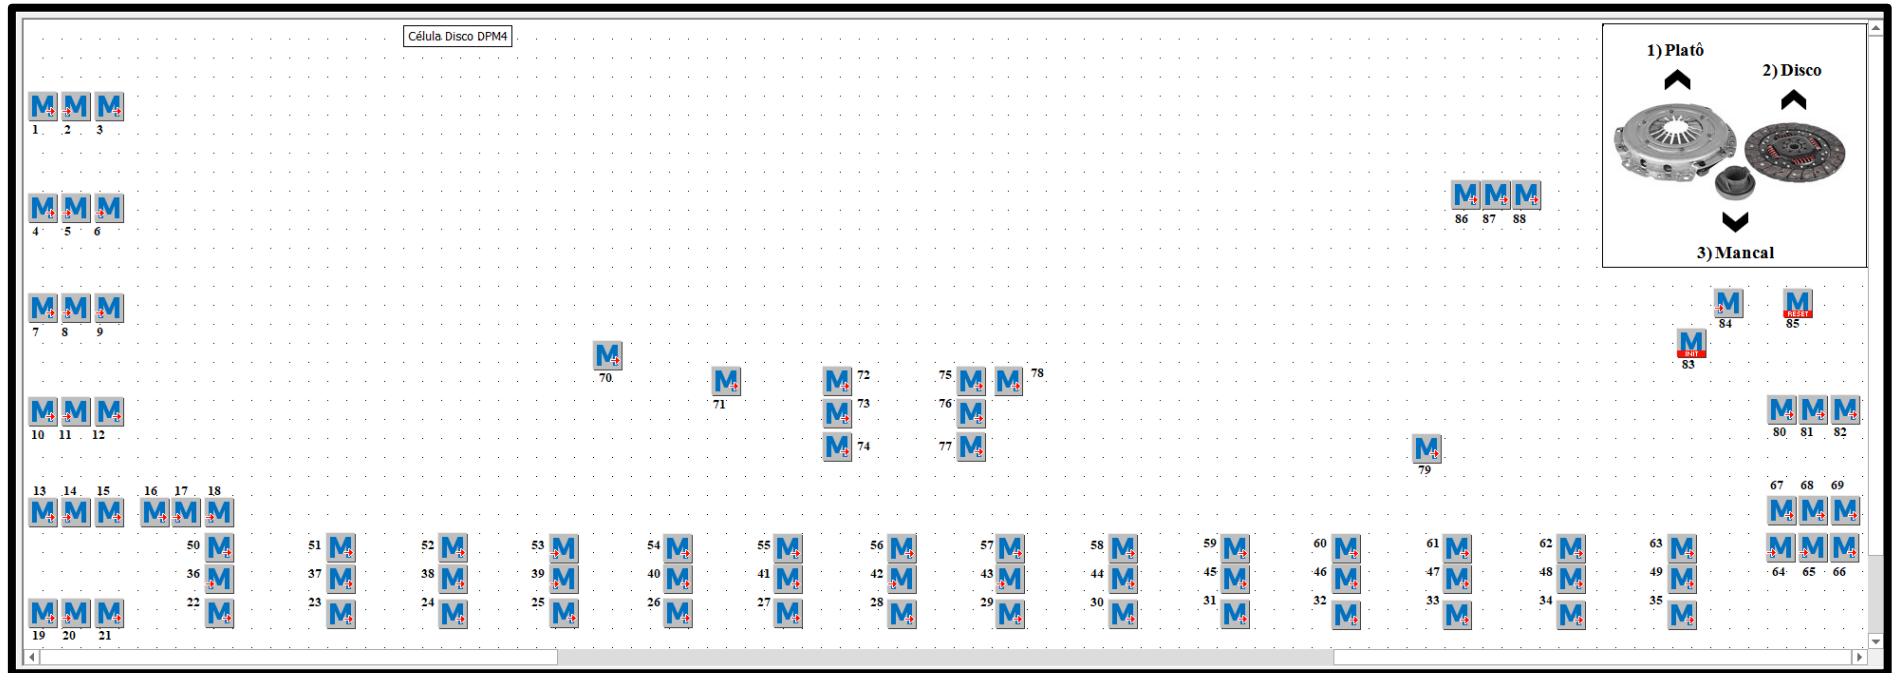 Célula Disco DPM4
1) Platô
2) Disco
3) Mancal
M M M
1 2 3
M M M
4 5 6
M M M
86 87 88
M M M
7 8 9
M
84
M
RESET
85
M
INIT
83
M
70
M
71
M 72
M 73
M 74
75 M M 78
76 M
77 M
M M M
10 11 12
M M M
80 81 82
M
79
13 14 15 16 17 18
M M M M M M
67 68 69
M M M
50 M 51 M 52 M 53 M 54 M 55 M 56 M 57 M 58 M 59 M 60 M 61 M 62 M 63 M
M M M
64 65 66
36 M 37 M 38 M 39 M 40 M 41 M 42 M 43 M 44 M 45 M 46 M 47 M 48 M 49 M
22 M 23 M 24 M 25 M 26 M 27 M 28 M 29 M 30 M 31 M 32 M 33 M 34 M 35 M
M M M
19 20 21